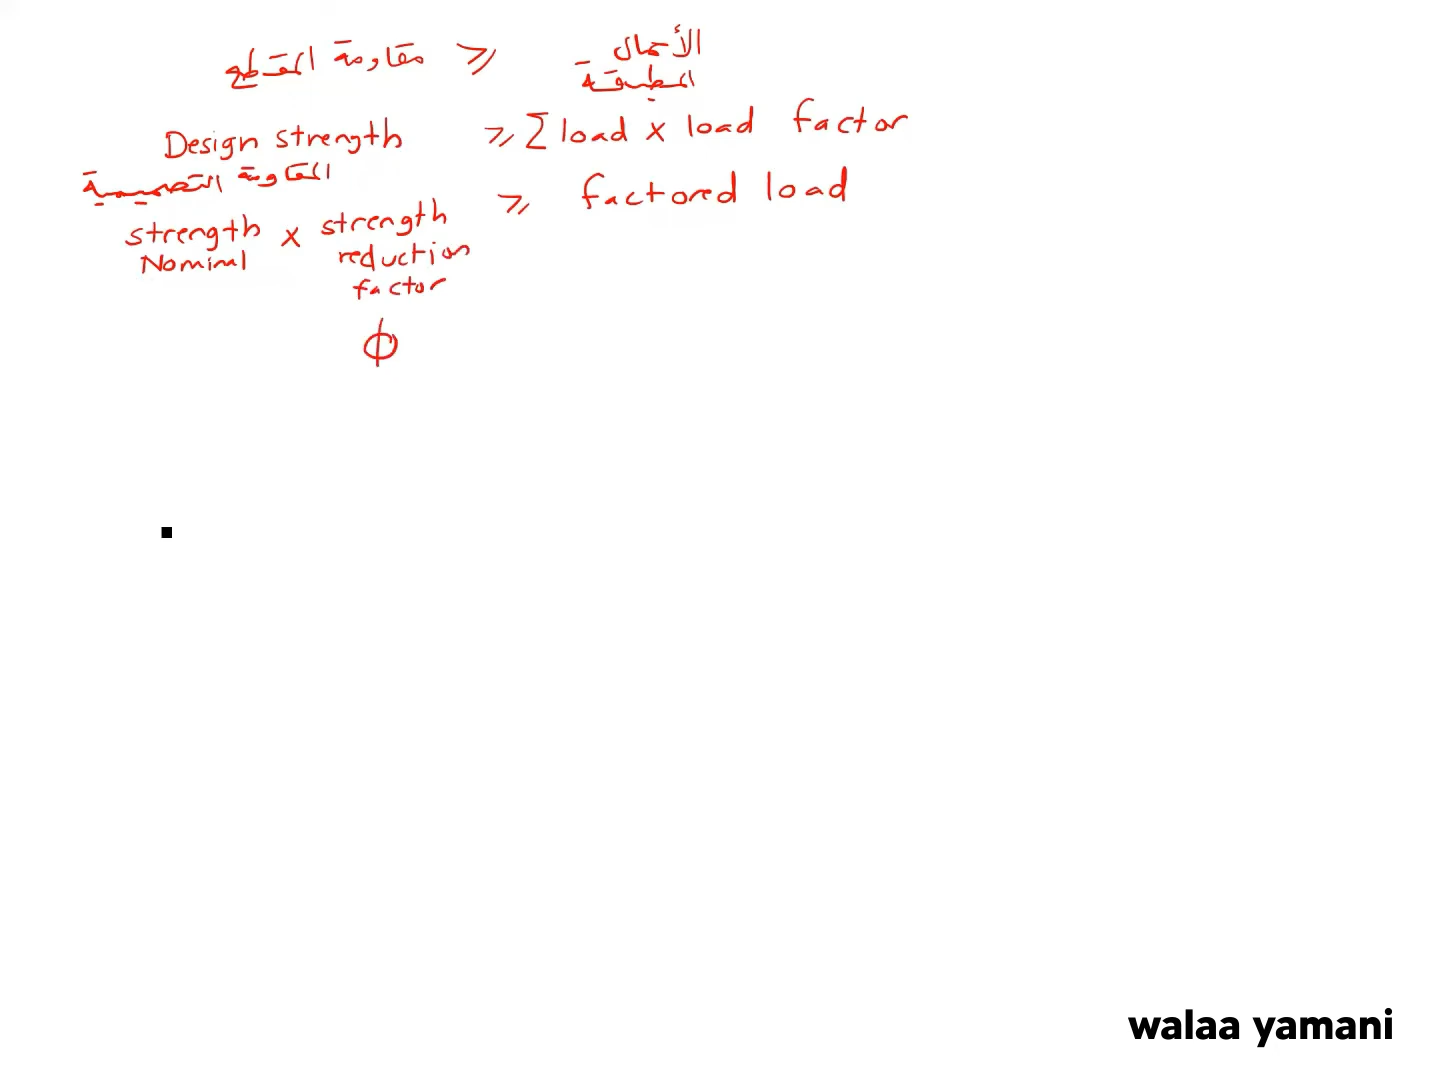 مقاومة المقطع ⩾ الأحمال المطبقة
Design strength ⩾ Σ load x load factor
المقاومة التصميمية
strength Nominal x strength reduction factor ⩾ factored load
ϕ
walaa yamani